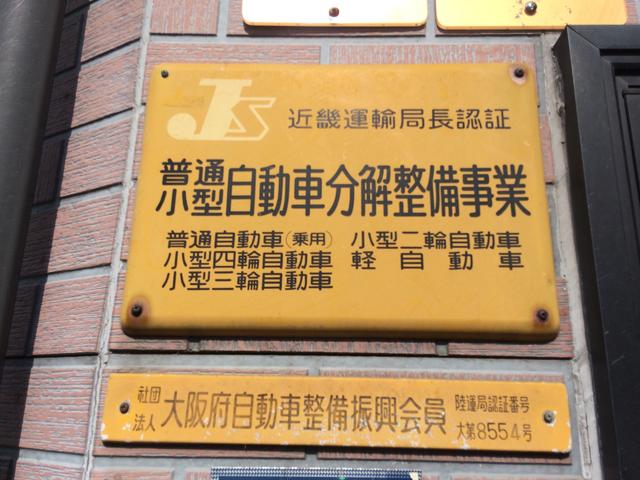 JS 近畿運輸局長認証
普通
小型
自動車分解整備事業
普通自動車(乗用) 小型二輪自動車
小型四輪自動車 軽自動車
小型三輪自動車
社団
法人
大阪府自動車整備振興会員
陸運局認証番号
大第8554号